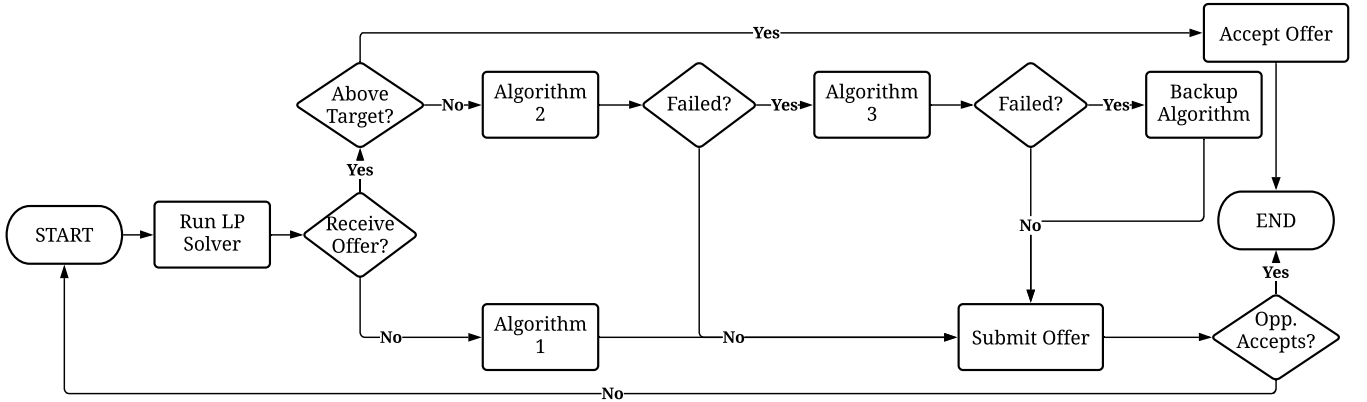 Yes
Accept Offer
Above
Target?
No
Algorithm
2
Failed?
Yes
Algorithm
3
Failed?
Yes
Backup
Algorithm
Yes
START
Run LP
Solver
Receive
Offer?
No
END
Yes
No
Algorithm
1
No
Submit Offer
Opp.
Accepts?
No